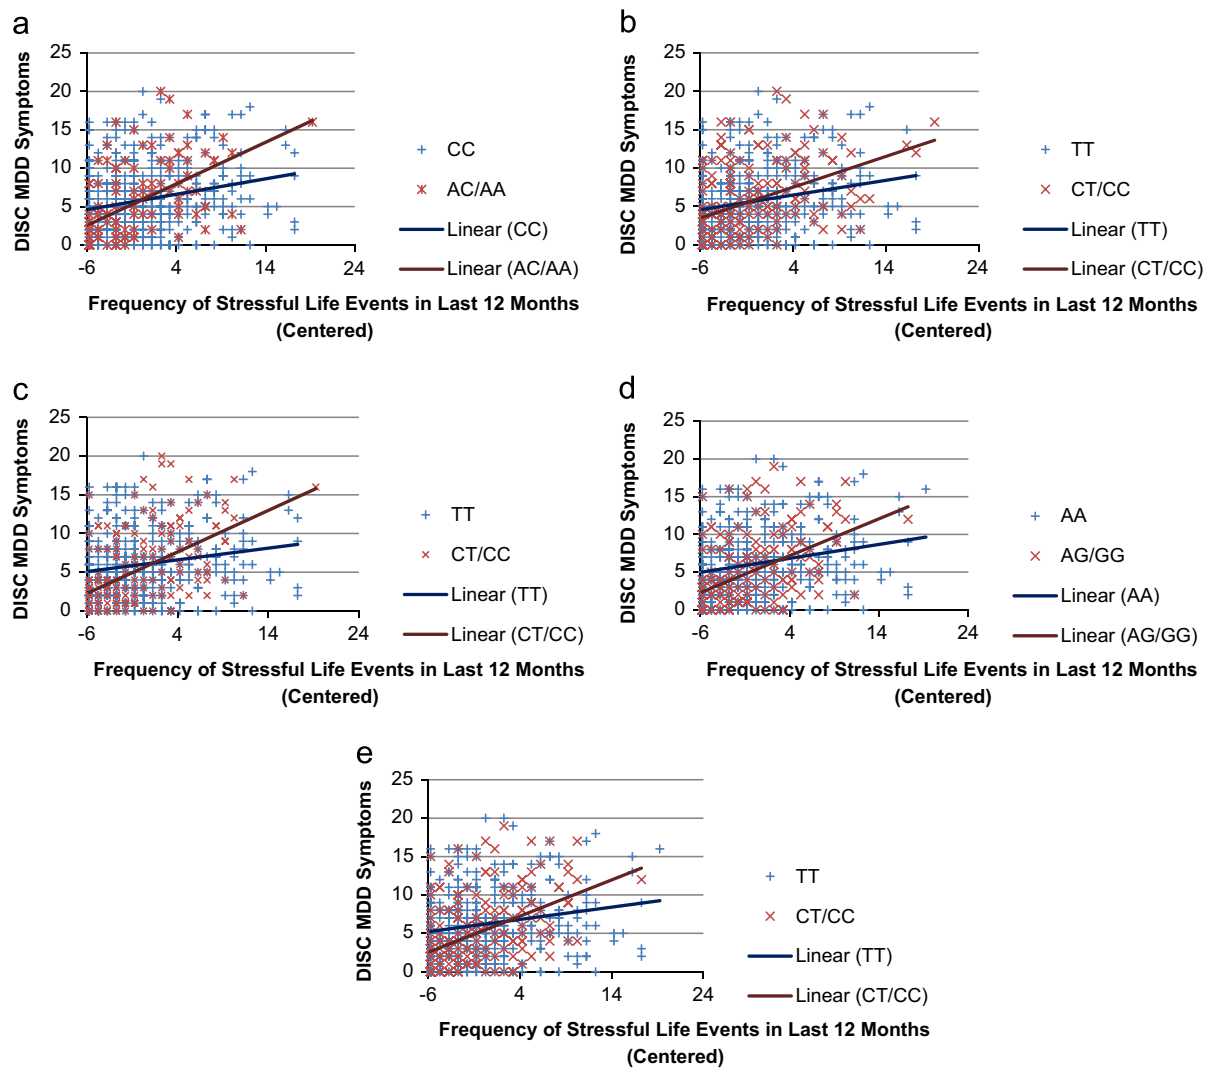 a
DISC MDD Symptoms
25
20
15
10
5
0
-6
4
14
24
Frequency of Stressful Life Events in Last 12 Months
(Centered)
CC
AC/AA
Linear (CC)
Linear (AC/AA)
b
DISC MDD Symptoms
25
20
15
10
5
0
-6
4
14
24
Frequency of Stressful Life Events in Last 12 Months
(Centered)
TT
CT/CC
Linear (TT)
Linear (CT/CC)
c
DISC MDD Symptoms
25
20
15
10
5
0
-6
4
14
24
Frequency of Stressful Life Events in Last 12 Months
(Centered)
TT
CT/CC
Linear (TT)
Linear (CT/CC)
d
DISC MDD Symptoms
25
20
15
10
5
0
-6
4
14
24
Frequency of Stressful Life Events in Last 12 Months
(Centered)
AA
AG/GG
Linear (AA)
Linear (AG/GG)
e
DISC MDD Symptoms
25
20
15
10
5
0
-6
4
14
24
Frequency of Stressful Life Events in Last 12 Months
(Centered)
TT
CT/CC
Linear (TT)
Linear (CT/CC)